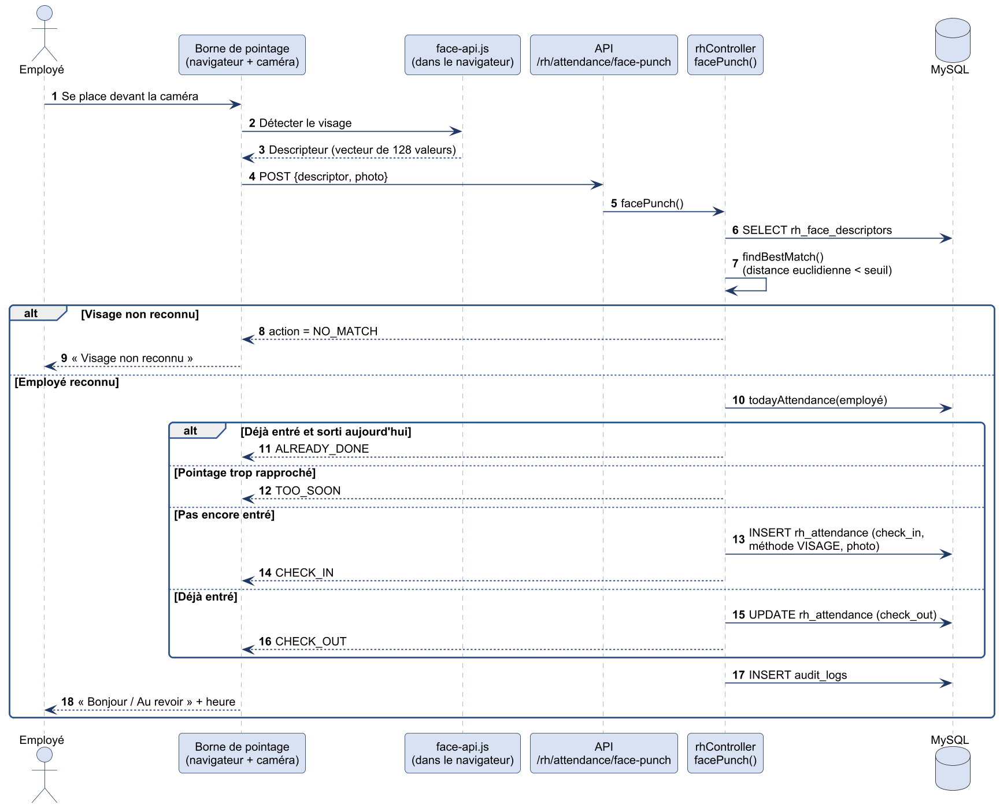 Employé
Borne de pointage
(navigateur + caméra)
face-api.js
(dans le navigateur)
API
/rh/attendance/face-punch
rhController
facePunch()
MySQL
1 Se place devant la caméra
2 Détecter le visage
3 Descripteur (vecteur de 128 valeurs)
4 POST {descriptor, photo}
5 facePunch()
6 SELECT rh_face_descriptors
7 findBestMatch()
(distance euclidienne < seuil)
alt [Visage non reconnu]
8 action = NO_MATCH
9 « Visage non reconnu »
[Employé reconnu]
10 todayAttendance(employé)
alt [Déjà entré et sorti aujourd'hui]
11 ALREADY_DONE
[Pointage trop rapproché]
12 TOO_SOON
[Pas encore entré]
13 INSERT rh_attendance (check_in,
méthode VISAGE, photo)
14 CHECK_IN
[Déjà entré]
15 UPDATE rh_attendance (check_out)
16 CHECK_OUT
17 INSERT audit_logs
18 « Bonjour / Au revoir » + heure
Employé
Borne de pointage
(navigateur + caméra)
face-api.js
(dans le navigateur)
API
/rh/attendance/face-punch
rhController
facePunch()
MySQL